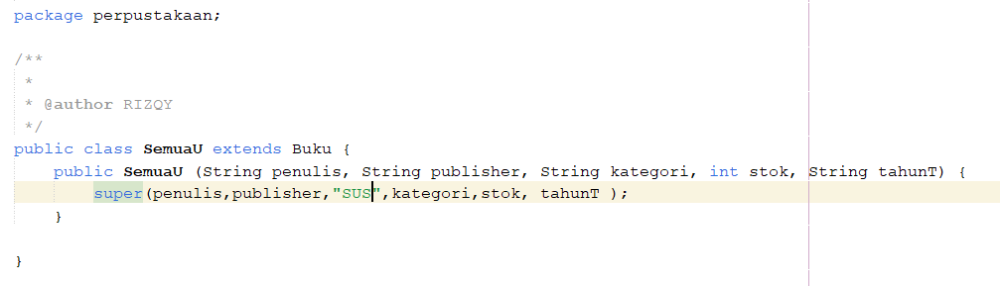 package perpustakaan;
/**
*
* @author RIZQY
*/
public class SemuaU extends Buku {
public SemuaU (String penulis, String publisher, String kategori, int stok, String tahunT) {
super(penulis,publisher,"SUS",kategori,stok, tahunT );
}
}